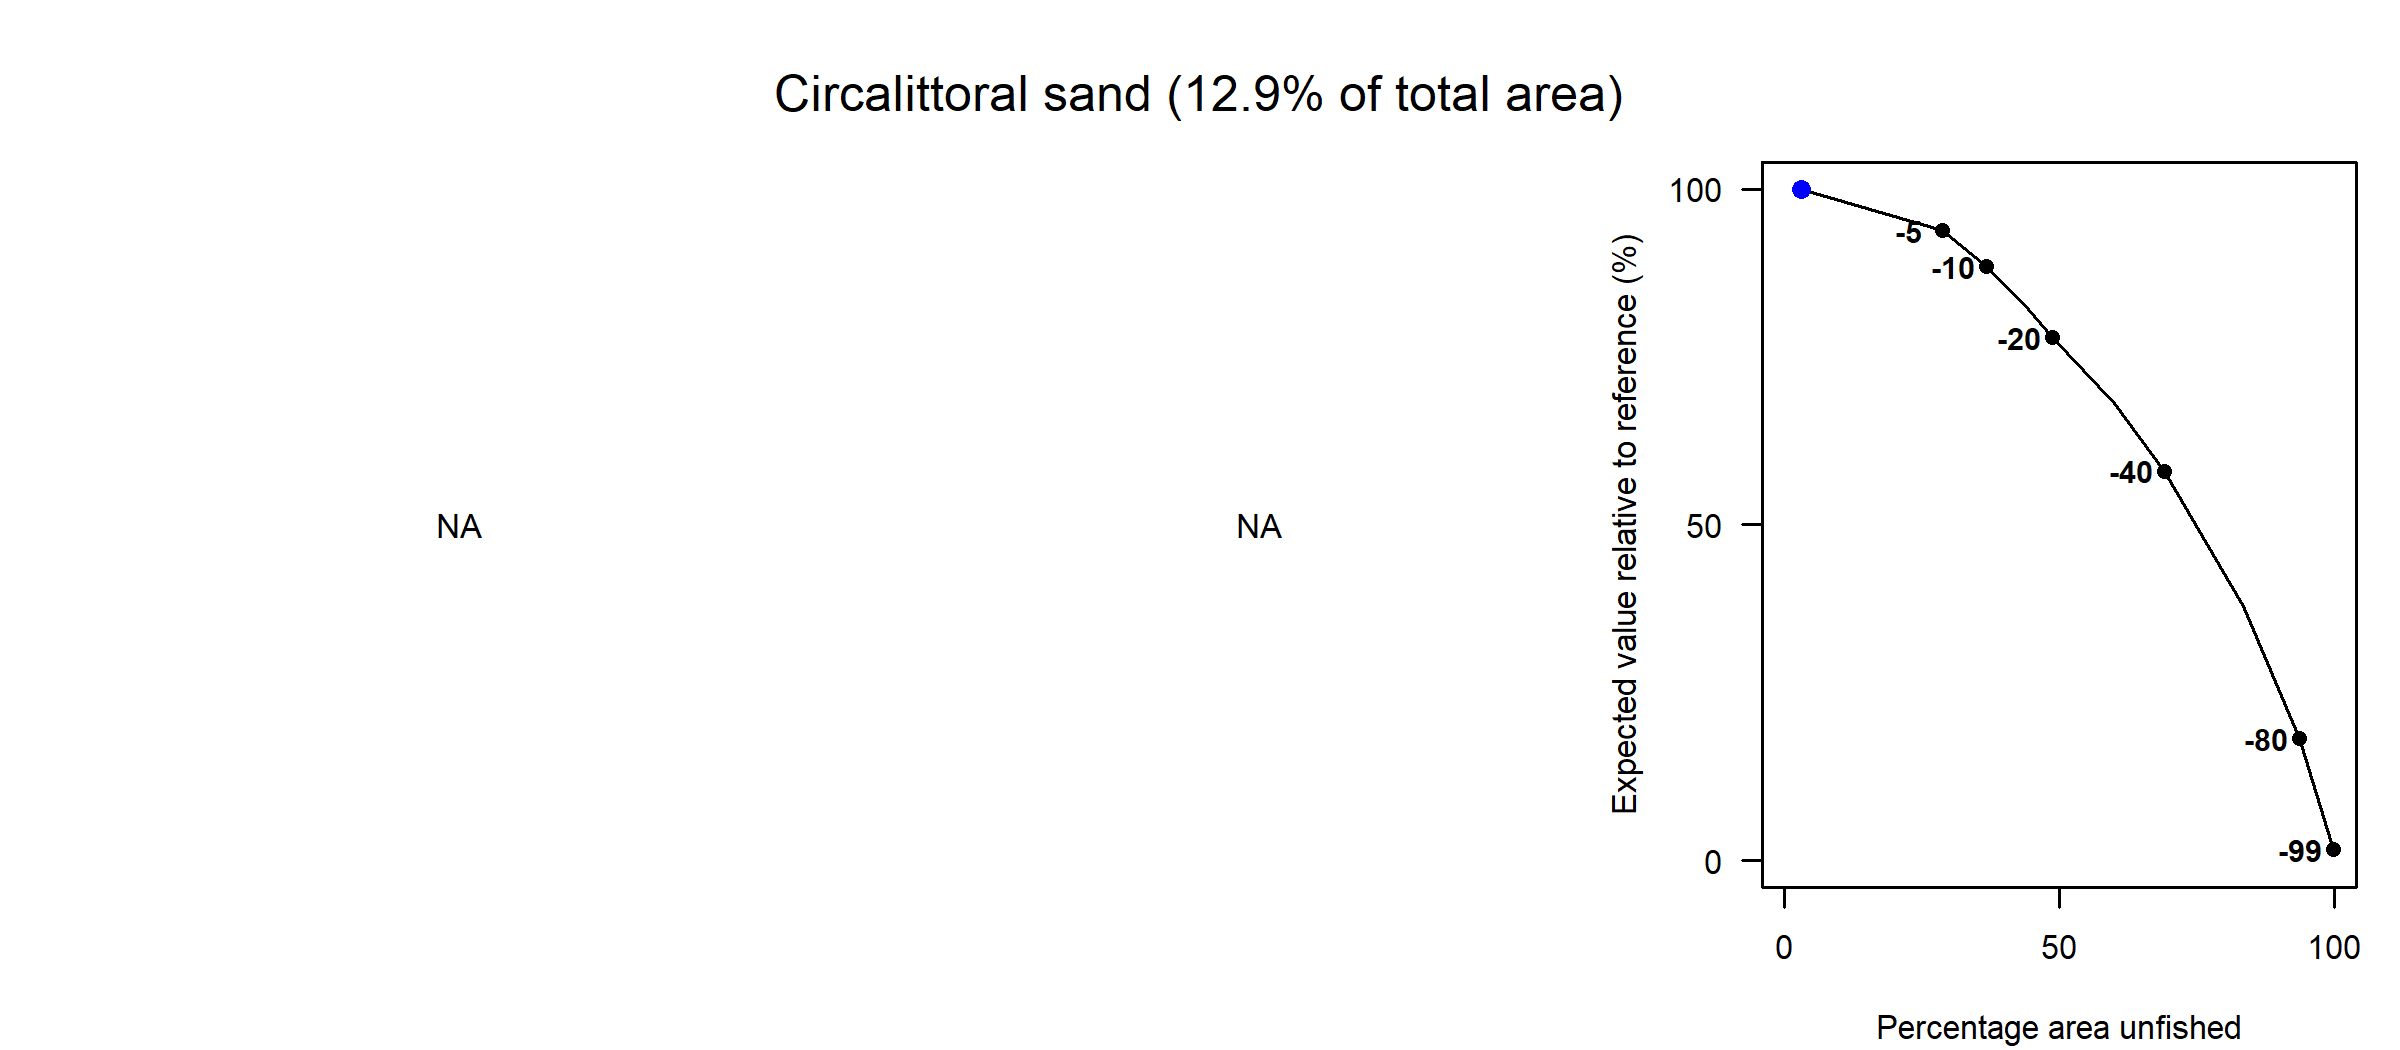 Circalittoral sand (12.9% of total area)
NA
NA
Expected value relative to reference (%)
100
50
0
-5
-10
-20
-40
-80
-99
0
50
100
Percentage area unfished